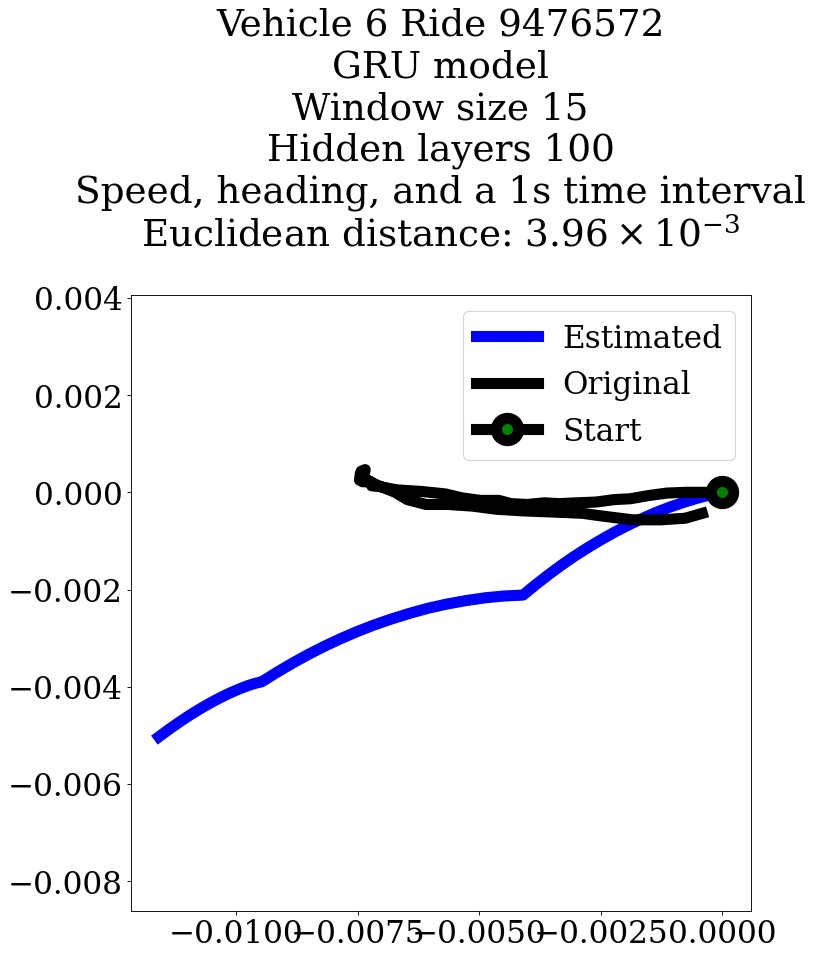 Vehicle 6 Ride 9476572
GRU model
Window size 15
Hidden layers 100
Speed, heading, and a 1s time interval
Euclidean distance: 3.96 × 10⁻³
0.004
Estimated
0.002
Original
Start
0.000
−0.002
−0.004
−0.006
−0.008
−0.0100 −0.0075 −0.0050 −0.0025 0.0000